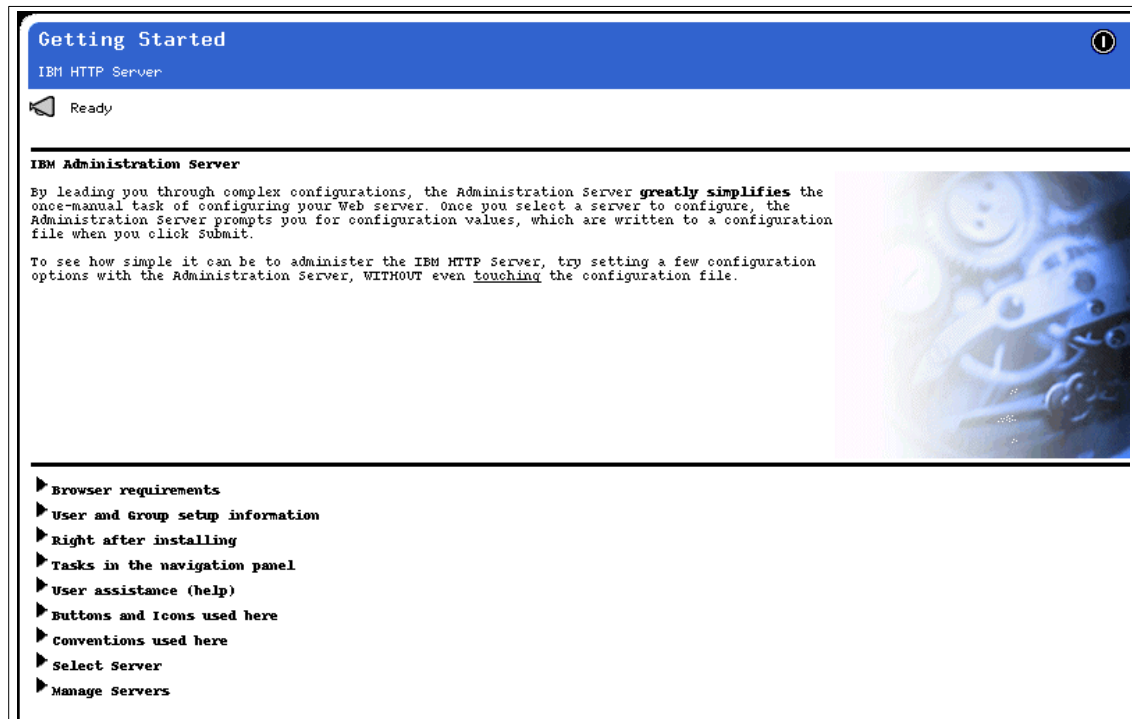 Getting Started
IBM HTTP Server
Ready
IBM Administration Server
By leading you through complex configurations, the Administration Server greatly simplifies the
once-manual task of configuring your Web server. Once you select a server to configure, the
Administration Server prompts you for configuration values, which are written to a configuration
file when you click Submit.
To see how simple it can be to administer the IBM HTTP Server, try setting a few configuration
options with the Administration Server, WITHOUT even touching the configuration file.
Browser requirements
User and Group setup information
Right after installing
Tasks in the navigation panel
User assistance (help)
Buttons and Icons used here
Conventions used here
Select Server
Manage Servers